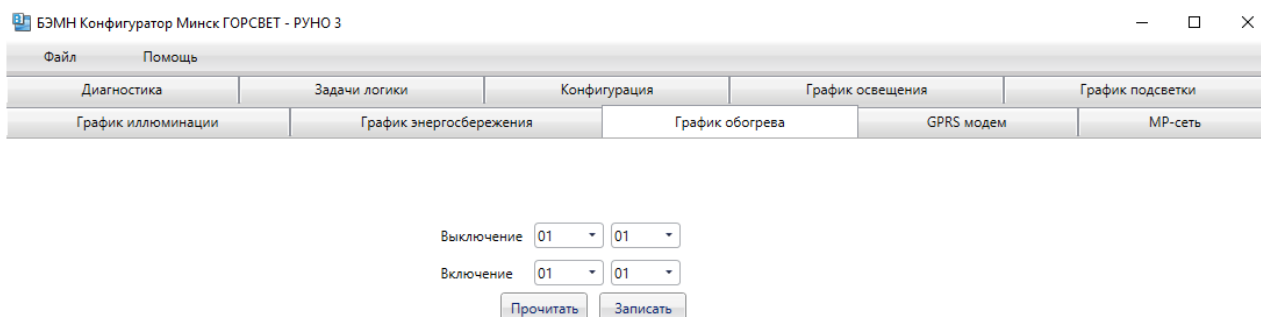 БЭМН Конфигуратор Минск ГОРСВЕТ - РУНО 3
Файл Помощь
Диагностика Задачи логики Конфигурация График освещения График подсветки
График иллюминации График энергосбережения График обогрева GPRS модем МР-сеть
Выключение 01 01
Включение 01 01
Прочитать Записать